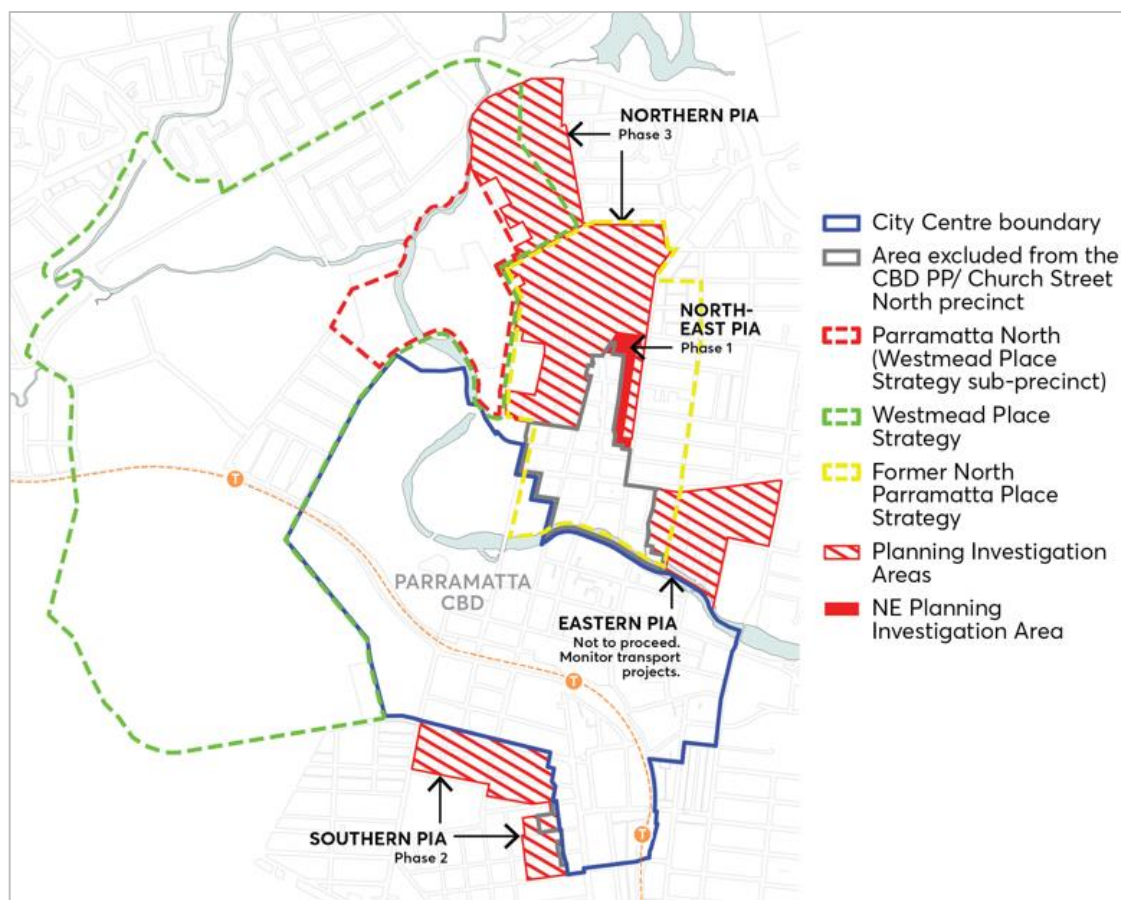 NORTHERN PIA
Phase 3
NORTH-
EAST PIA
Phase 1
PARRAMATTA
CBD
EASTERN PIA
Not to proceed.
Monitor transport
projects.
SOUTHERN PIA
Phase 2
T
T
T
City Centre boundary
Area excluded from the
CBD PP/ Church Street
North precinct
Parramatta North
(Westmead Place
Strategy sub-precinct)
Westmead Place
Strategy
Former North
Parramatta Place
Strategy
Planning Investigation
Areas
NE Planning
Investigation Area